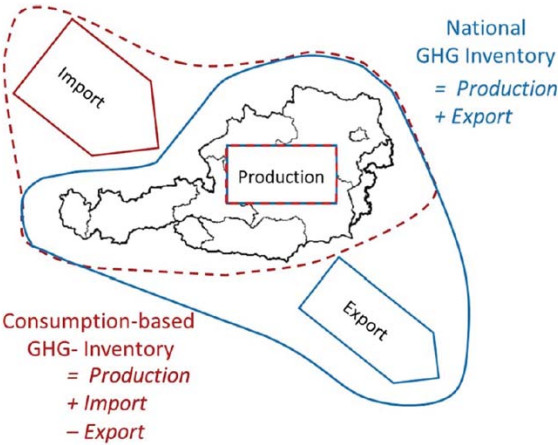 National
GHG Inventory
= Production
+ Export
Import
Production
Export
Consumption-based
GHG- Inventory
= Production
+ Import
– Export